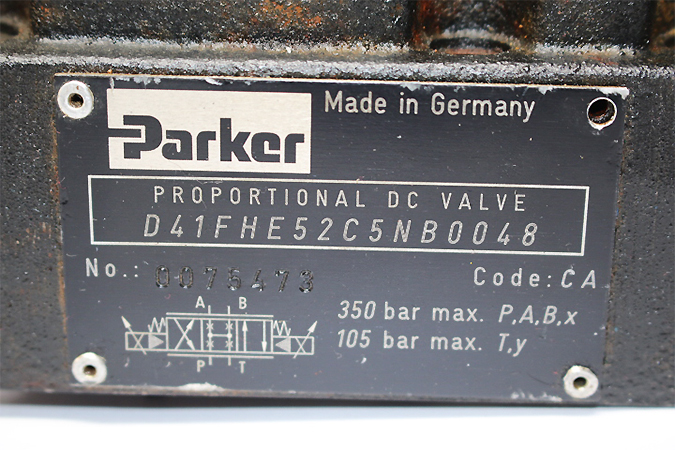 Parker
Made in Germany
PROPORTIONAL DC VALVE
D41FHE52C5NB0048
No.: 0075473
Code: CA
350 bar max. P,A,B,x
105 bar max. T,y
A B
P T